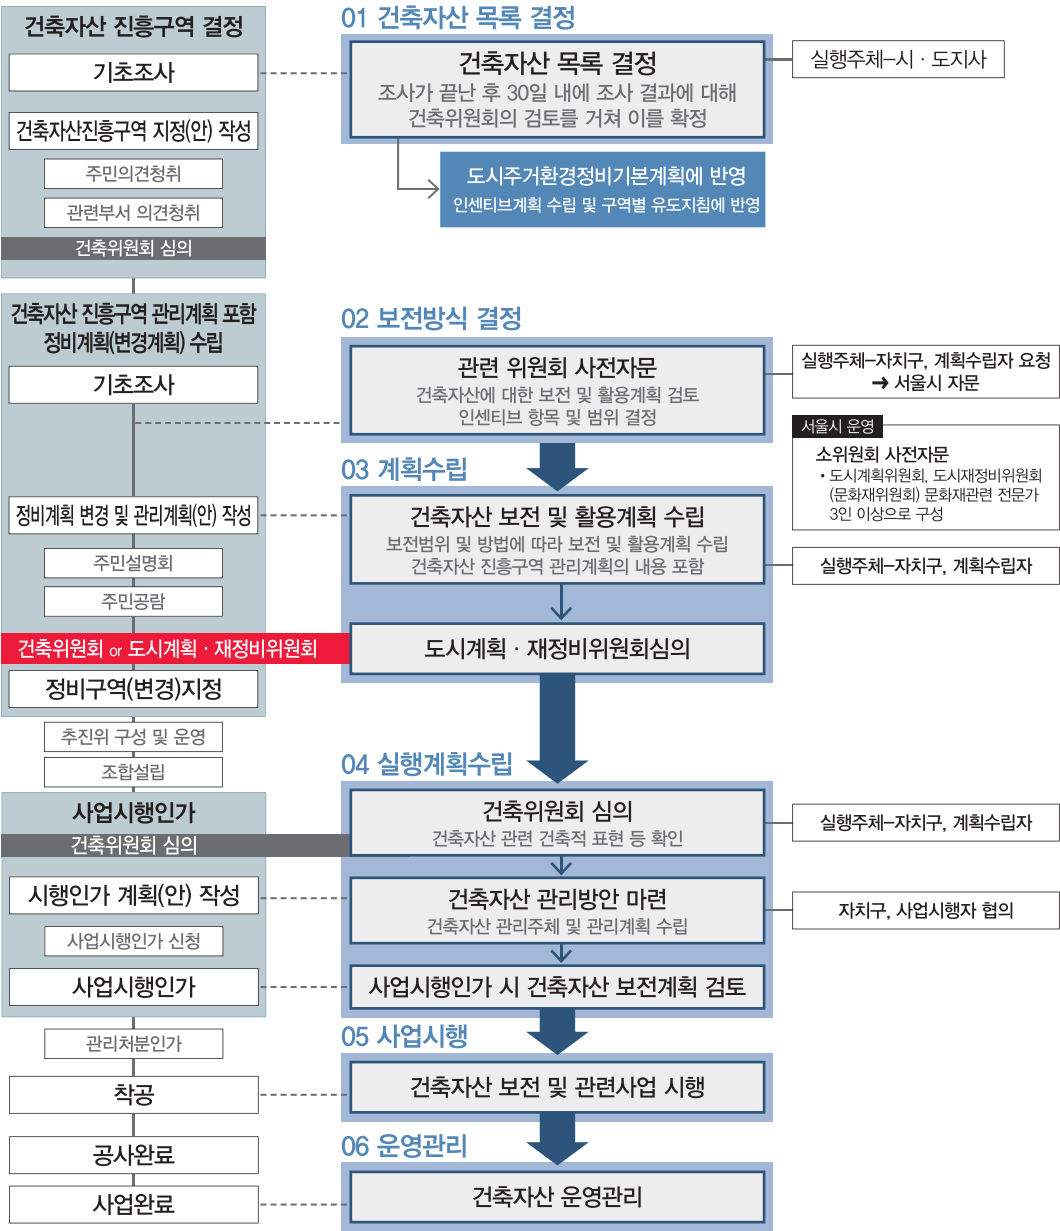 건축자산 진흥구역 결정
기초조사
건축자산진흥구역 지정(안) 작성
주민의견청취
관련부서 의견청취
건축위원회 심의
건축자산 진흥구역 관리계획 포함
정비계획(변경계획) 수립
기초조사
정비계획 변경 및 관리계획(안) 작성
주민설명회
주민공람
건축위원회 or 도시계획 · 재정비위원회
정비구역(변경)지정
추진위 구성 및 운영
조합설립
사업시행인가
건축위원회 심의
시행인가 계획(안) 작성
사업시행인가 신청
사업시행인가
관리처분인가
착공
공사완료
사업완료
01 건축자산 목록 결정
건축자산 목록 결정
조사가 끝난 후 30일 내에 조사 결과에 대해
건축위원회의 검토를 거쳐 이를 확정
실행주체–시 · 도지사
도시주거환경정비기본계획에 반영
인센티브계획 수립 및 구역별 유도지침에 반영
02 보전방식 결정
관련 위원회 사전자문
건축자산에 대한 보전 및 활용계획 검토
인센티브 항목 및 범위 결정
실행주체–자치구, 계획수립자 요청
➔ 서울시 자문
서울시 운영
소위원회 사전자문
• 도시계획위원회, 도시재정비위원회
(문화재위원회) 문화재관련 전문가
3인 이상으로 구성
03 계획수립
건축자산 보전 및 활용계획 수립
보전범위 및 방법에 따라 보전 및 활용계획 수립
건축자산 진흥구역 관리계획의 내용 포함
실행주체–자치구, 계획수립자
도시계획 · 재정비위원회심의
04 실행계획수립
건축위원회 심의
건축자산 관련 건축적 표현 등 확인
실행주체–자치구, 계획수립자
건축자산 관리방안 마련
건축자산 관리주체 및 관리계획 수립
자치구, 사업시행자 협의
사업시행인가 시 건축자산 보전계획 검토
05 사업시행
건축자산 보전 및 관련사업 시행
06 운영관리
건축자산 운영관리